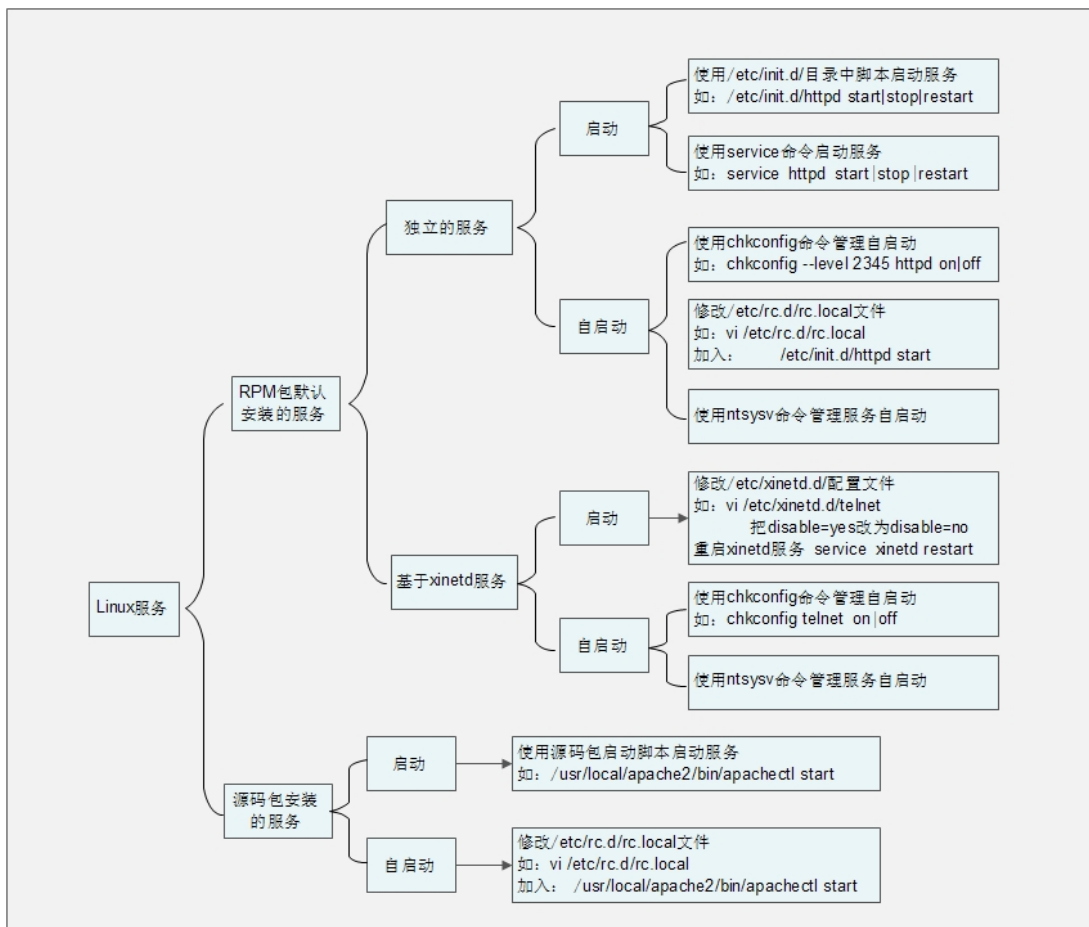 Linux服务
RPM包默认
安装的服务
独立的服务
启动
使用/etc/init.d/目录中脚本启动服务
如：/etc/init.d/httpd start|stop|restart
使用service命令启动服务
如：service httpd start|stop|restart
自启动
使用chkconfig命令管理自启动
如：chkconfig --level 2345 httpd on|off
修改/etc/rc.d/rc.local文件
如：vi /etc/rc.d/rc.local
加入： /etc/init.d/httpd start
使用ntsysv命令管理服务自启动
基于xinetd服务
启动
修改/etc/xinetd.d/配置文件
如：vi /etc/xinetd.d/telnet
把disable=yes改为disable=no
重启xinetd服务 service xinetd restart
自启动
使用chkconfig命令管理自启动
如：chkconfig telnet on|off
使用ntsysv命令管理服务自启动
源码包安装
的服务
启动
使用源码包启动脚本启动服务
如：/usr/local/apache2/bin/apachectl start
自启动
修改/etc/rc.d/rc.local文件
如：vi /etc/rc.d/rc.local
加入： /usr/local/apache2/bin/apachectl start